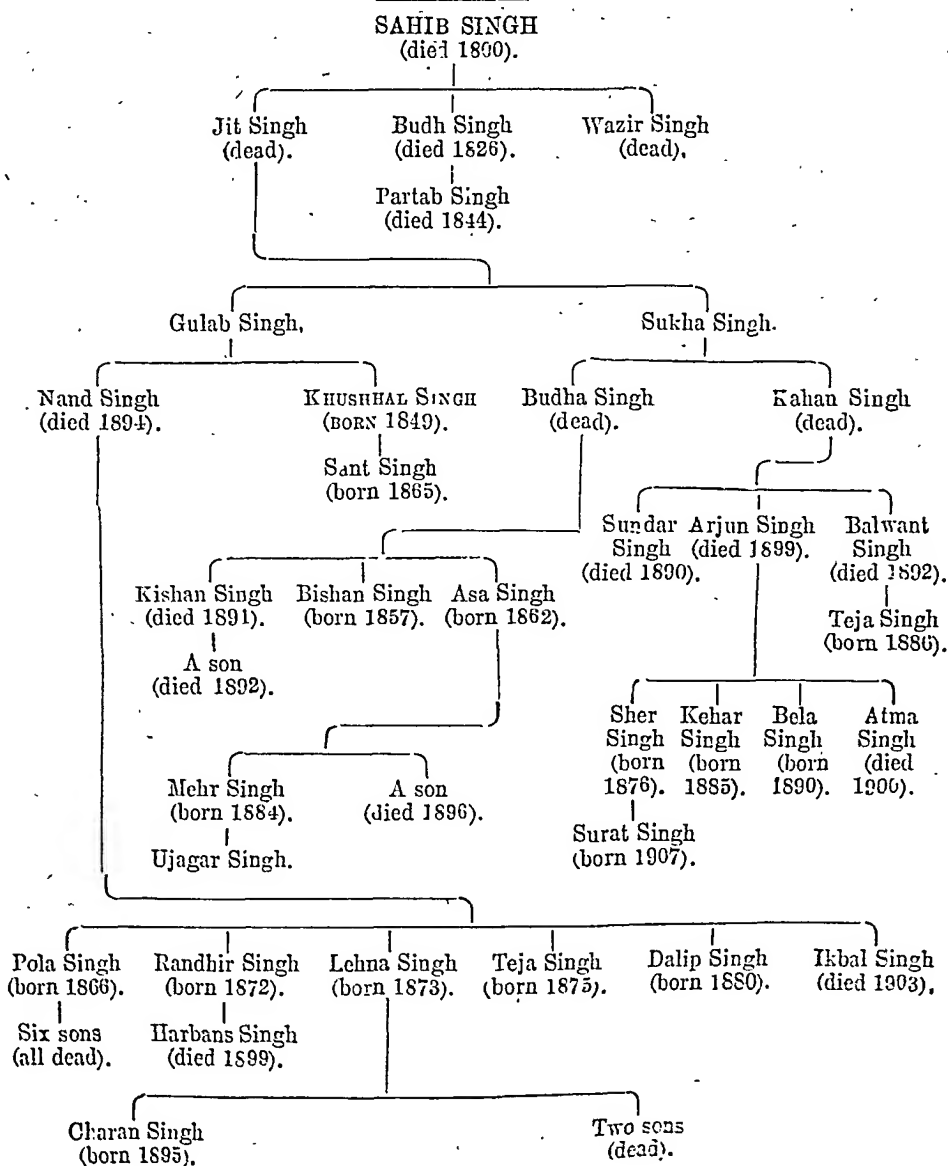 SAHIB SINGH
(died 1800).
Jit Singh Budh Singh Wazir Singh
(dead). (died 1826). (dead).
Partab Singh
(died 1844).
Gulab Singh. Sukha Singh.
Nand Singh KHUSHHAL SINGH Budha Singh Kahan Singh
(died 1894). (BORN 1849). (dead). (dead).
Sant Singh
(born 1865).
Sundar Arjun Singh Balwant
Singh (died 1899). Singh
(died 1890). (died 1892).
Kishan Singh Bishan Singh Asa Singh
(died 1891). (born 1857). (born 1862).
Teja Singh
(born 1886).
A son
(died 1892).
Sher Kehar Bela Atma
Singh Singh Singh Singh
(born (born (born (died
1876). 1885). 1890). 1900).
Mehr Singh A son
(born 1884). (died 1896).
Surat Singh
(born 1907).
Ujagar Singh.
Pola Singh Randhir Singh Lehna Singh Teja Singh Dalip Singh Ikbal Singh
(born 1866). (born 1872). (born 1873). (born 1875). (born 1880). (died 1903).
Six sons Harbans Singh
(all dead). (died 1899).
Charan Singh Two sons
(born 1895). (dead).